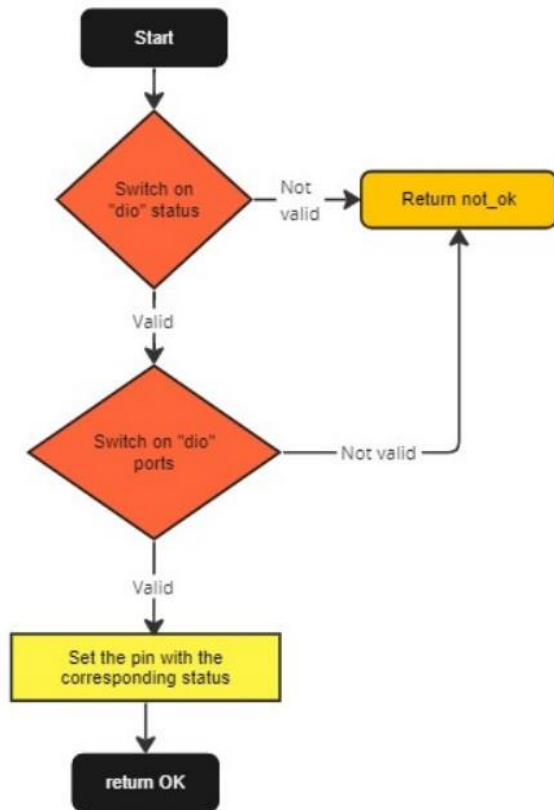 Start
Switch on
"dio" status
Not
valid
Return not_ok
Valid
Switch on "dio"
ports
Not valid
Valid
Set the pin with the
corresponding status
return OK